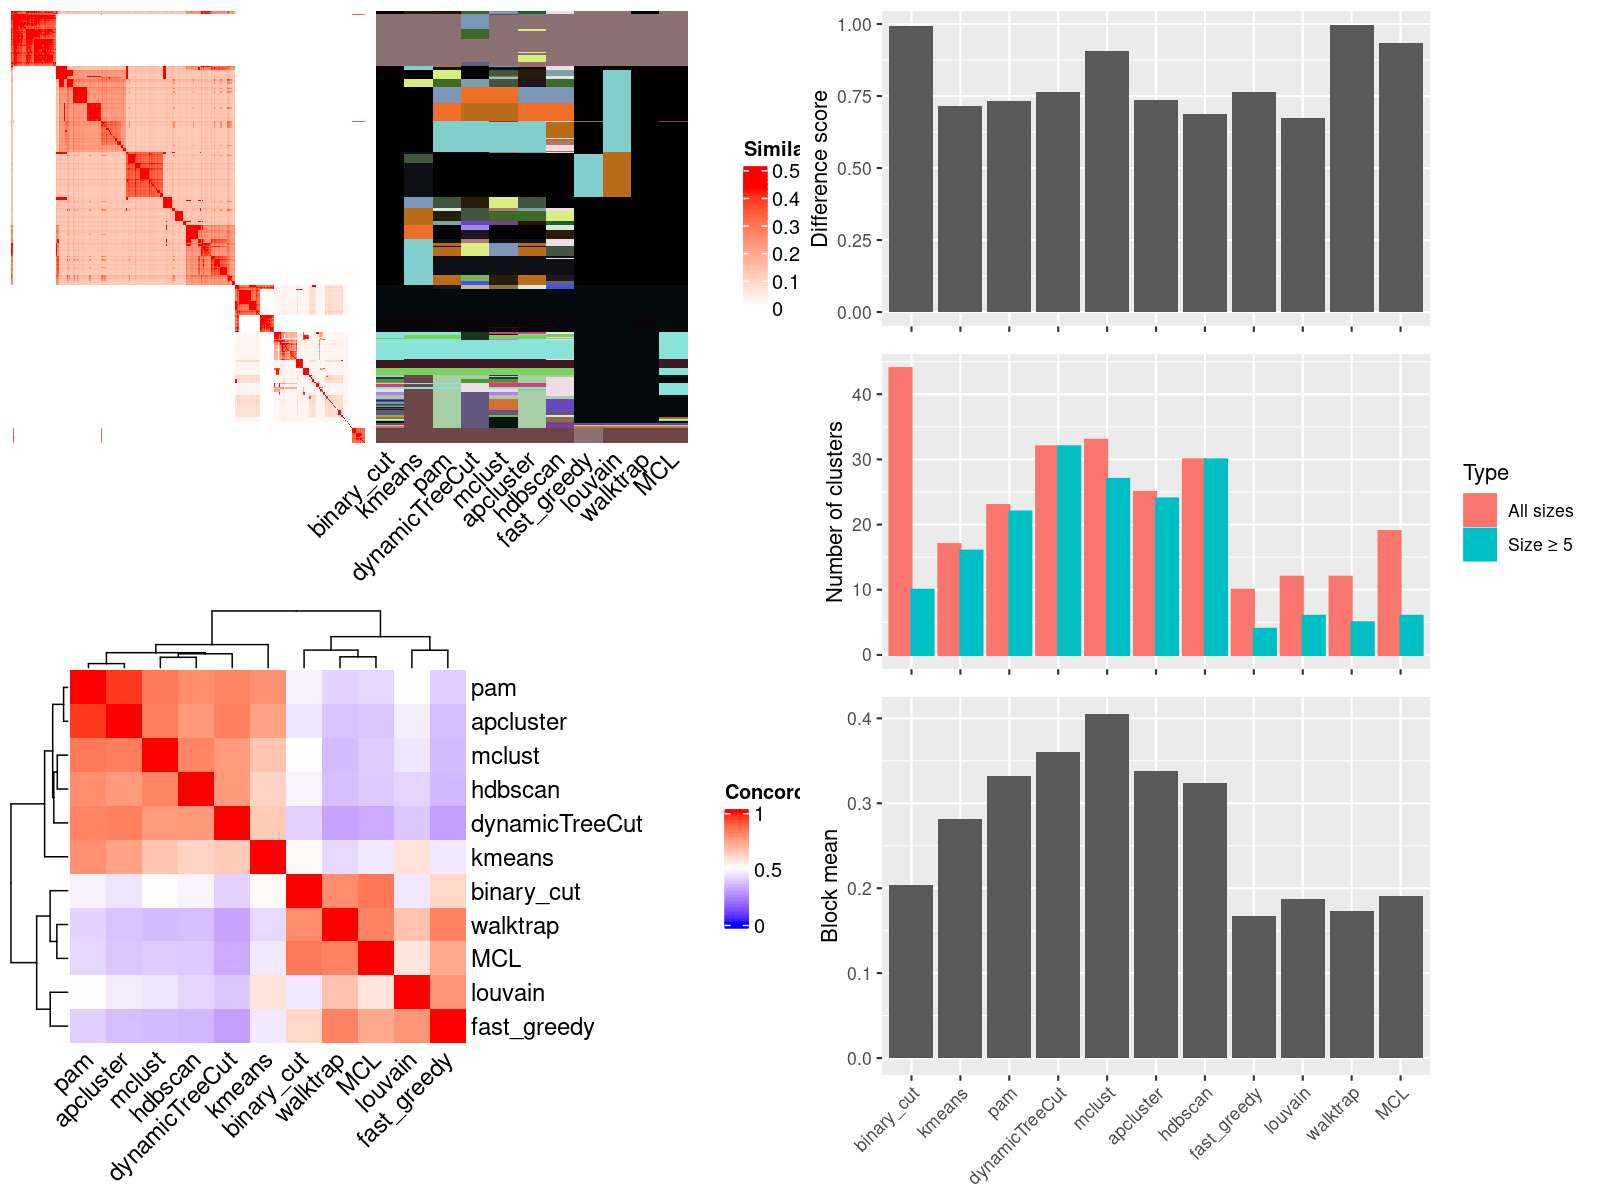 Simila
0.5
0.4
0.3
0.2
0.1
0
binary_cut
kmeans
pam
dynamicTreeCut
mclust
apcluster
hdbscan
fast_greedy
louvain
walktrap
MCL
Difference score
1.00
0.75
0.50
0.25
0.00
Number of clusters
40
30
20
10
0
Type
All sizes
Size ≥ 5
pam
apcluster
mclust
hdbscan
dynamicTreeCut
kmeans
binary_cut
walktrap
MCL
louvain
fast_greedy
pam
apcluster
mclust
hdbscan
dynamicTreeCut
kmeans
binary_cut
walktrap
MCL
louvain
fast_greedy
Concord
1
0.5
0
Block mean
0.4
0.3
0.2
0.1
0.0
binary_cut
kmeans
pam
dynamicTreeCut
mclust
apcluster
hdbscan
fast_greedy
louvain
walktrap
MCL